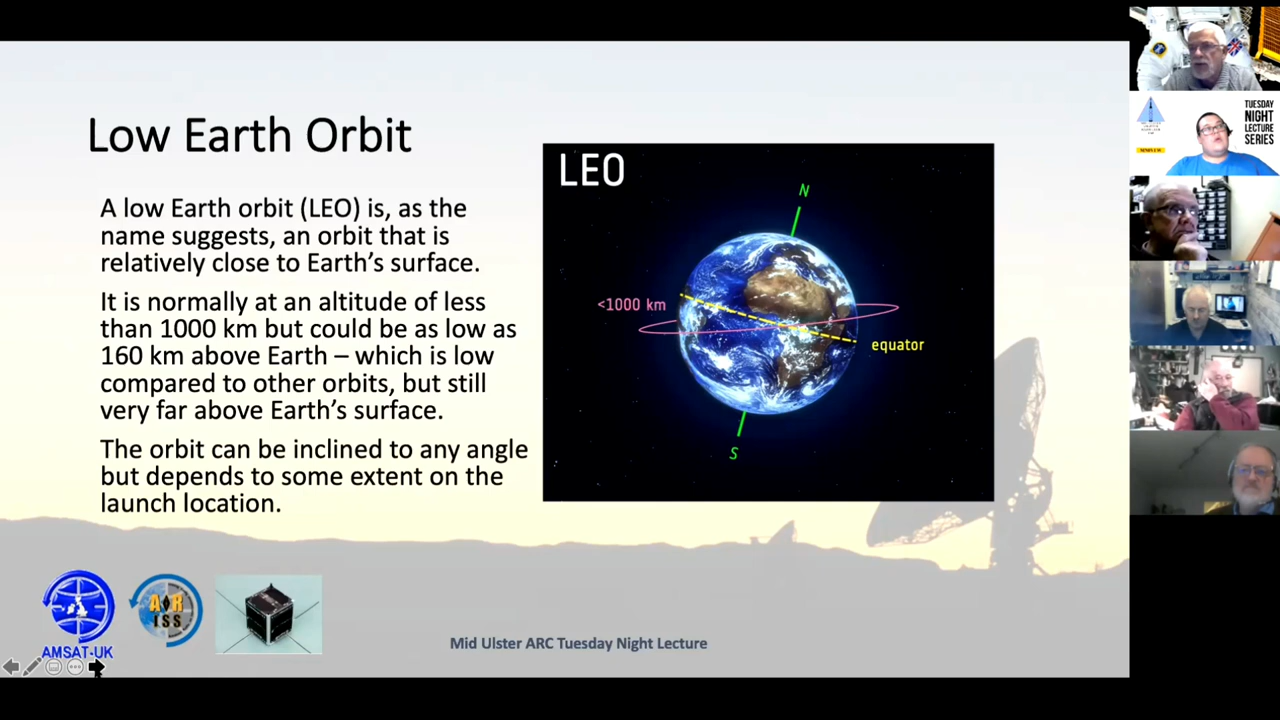 Low Earth Orbit
A low Earth orbit (LEO) is, as the
name suggests, an orbit that is
relatively close to Earth's surface.
It is normally at an altitude of less
than 1000 km but could be as low as
160 km above Earth – which is low
compared to other orbits, but still
very far above Earth's surface.
The orbit can be inclined to any angle
but depends to some extent on the
launch location.
LEO
N
<1000 km
equator
S
AMSAT-UK
ARISS
Mid Ulster ARC Tuesday Night Lecture
TUESDAY
NIGHT
LECTURE
SERIES